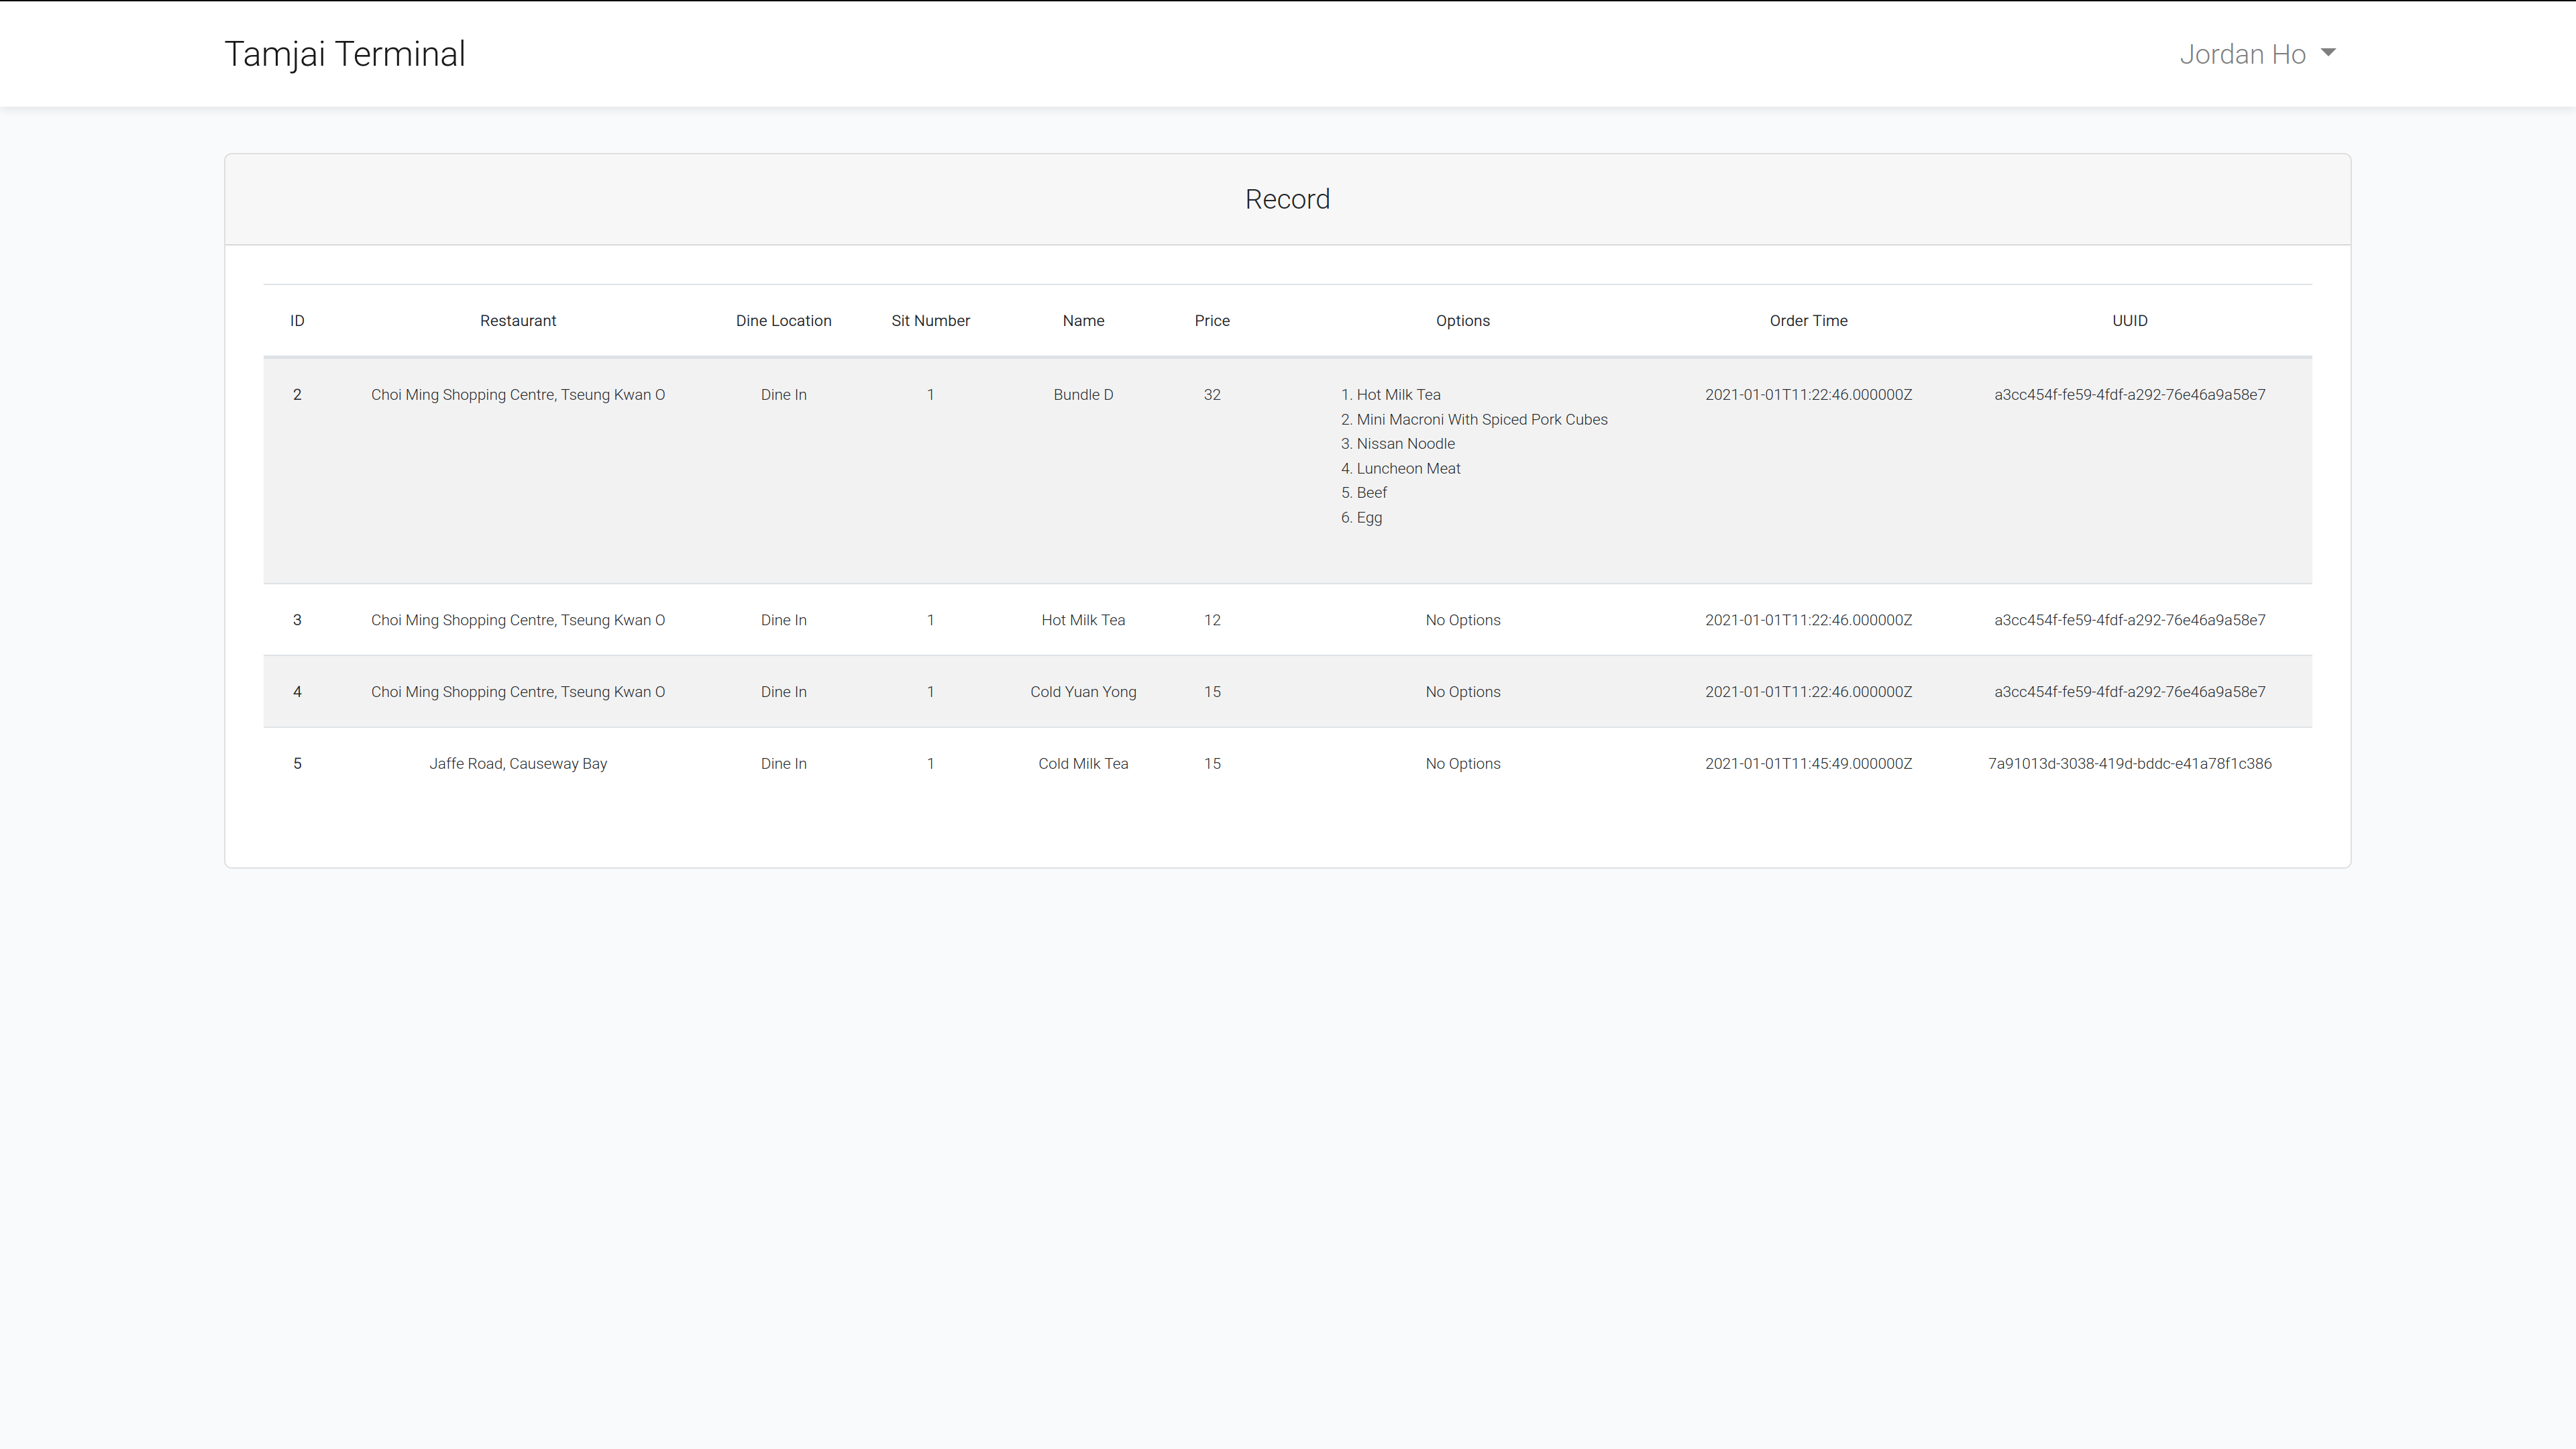 Tamjai Terminal
Jordan Ho
Record
ID Restaurant Dine Location Sit Number Name Price Options Order Time UUID
2 Choi Ming Shopping Centre, Tseung Kwan O Dine In 1 Bundle D 32 1. Hot Milk Tea 2021-01-01T11:22:46.000000Z a3cc454f-fe59-4fdf-a292-76e46a9a58e7
2. Mini Macroni With Spiced Pork Cubes
3. Nissan Noodle
4. Luncheon Meat
5. Beef
6. Egg
3 Choi Ming Shopping Centre, Tseung Kwan O Dine In 1 Hot Milk Tea 12 No Options 2021-01-01T11:22:46.000000Z a3cc454f-fe59-4fdf-a292-76e46a9a58e7
4 Choi Ming Shopping Centre, Tseung Kwan O Dine In 1 Cold Yuan Yong 15 No Options 2021-01-01T11:22:46.000000Z a3cc454f-fe59-4fdf-a292-76e46a9a58e7
5 Jaffe Road, Causeway Bay Dine In 1 Cold Milk Tea 15 No Options 2021-01-01T11:45:49.000000Z 7a91013d-3038-419d-bddc-e41a78f1c386